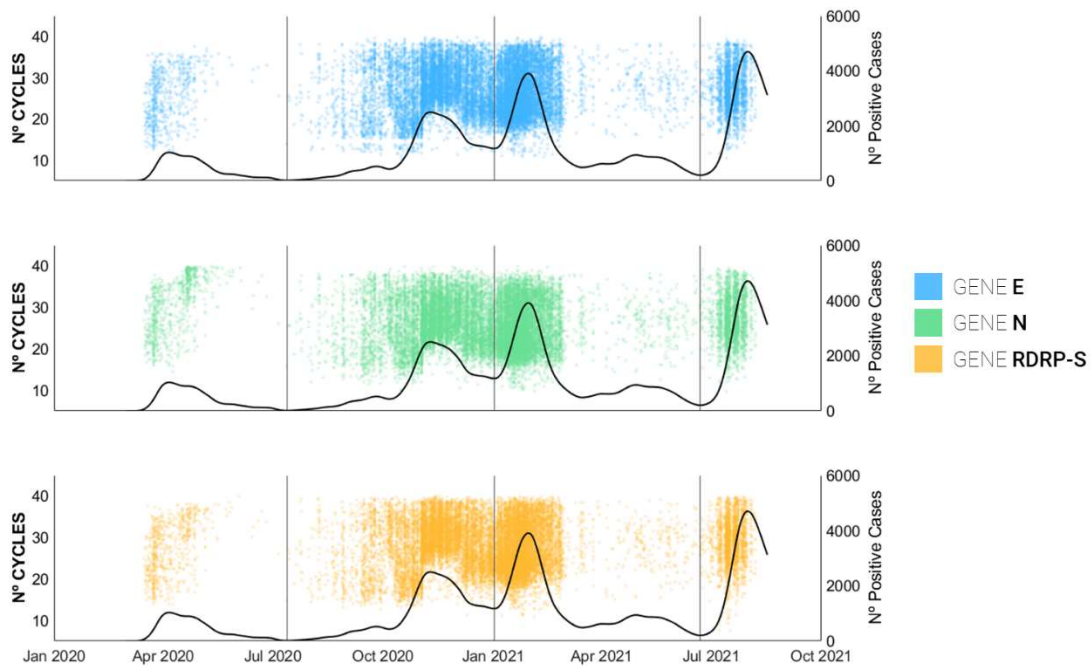 6000
40
30
20
10
Nº CYCLES
4000
2000
0
Nº Positive Cases
6000
40
30
20
10
Nº CYCLES
4000
2000
0
Nº Positive Cases
GENE E
GENE N
GENE RDRP-S
6000
40
30
20
10
Nº CYCLES
4000
2000
0
Nº Positive Cases
Jan 2020 Apr 2020 Jul 2020 Oct 2020 Jan 2021 Apr 2021 Jul 2021 Oct 2021